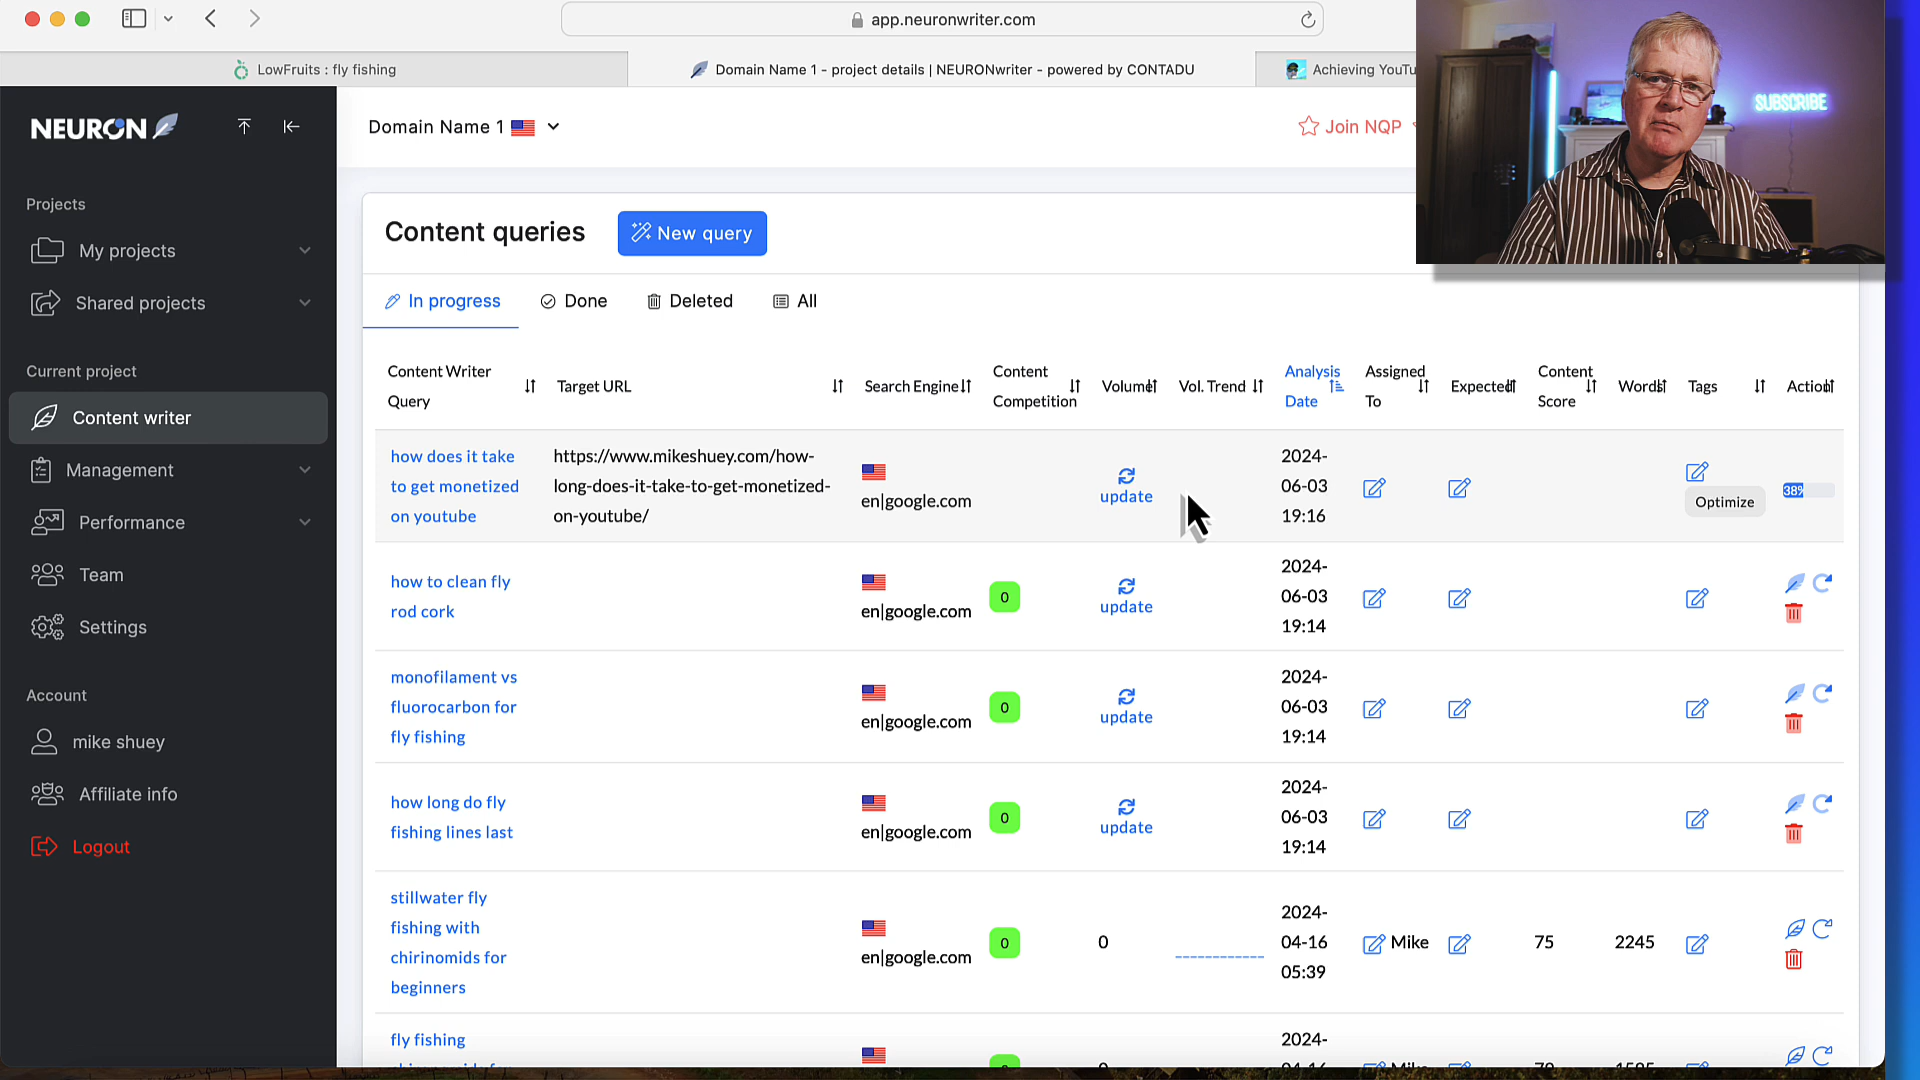 app.neuronwriter.com
LowFruits : fly fishing
Domain Name 1 - project details | NEURONwriter - powered by CONTADU
Achieving YouTu
NEURON
Domain Name 1
Join NQP
SUBSCRIBE
Projects
My projects
Shared projects
Current project
Content writer
Management
Performance
Team
Settings
Account
mike shuey
Affiliate info
Logout
Content queries
New query
In progress
Done
Deleted
All
Content Writer
Query
Target URL
Search Engine
Content
Competition
Volume
Vol. Trend
Analysis
Date
Assigned
To
Expected
Content
Score
Words
Tags
Action
how does it take
to get monetized
on youtube
https://www.mikeshuey.com/how-
long-does-it-take-to-get-monetized-
on-youtube/
en|google.com
update
2024-
06-03
19:16
Optimize
38%
how to clean fly
rod cork
en|google.com
0
update
2024-
06-03
19:14
monofilament vs
fluorocarbon for
fly fishing
en|google.com
0
update
2024-
06-03
19:14
how long do fly
fishing lines last
en|google.com
0
update
2024-
06-03
19:14
stillwater fly
fishing with
chirinomids for
beginners
en|google.com
0
0
2024-
04-16
05:39
Mike
75
2245
fly fishing
2024-